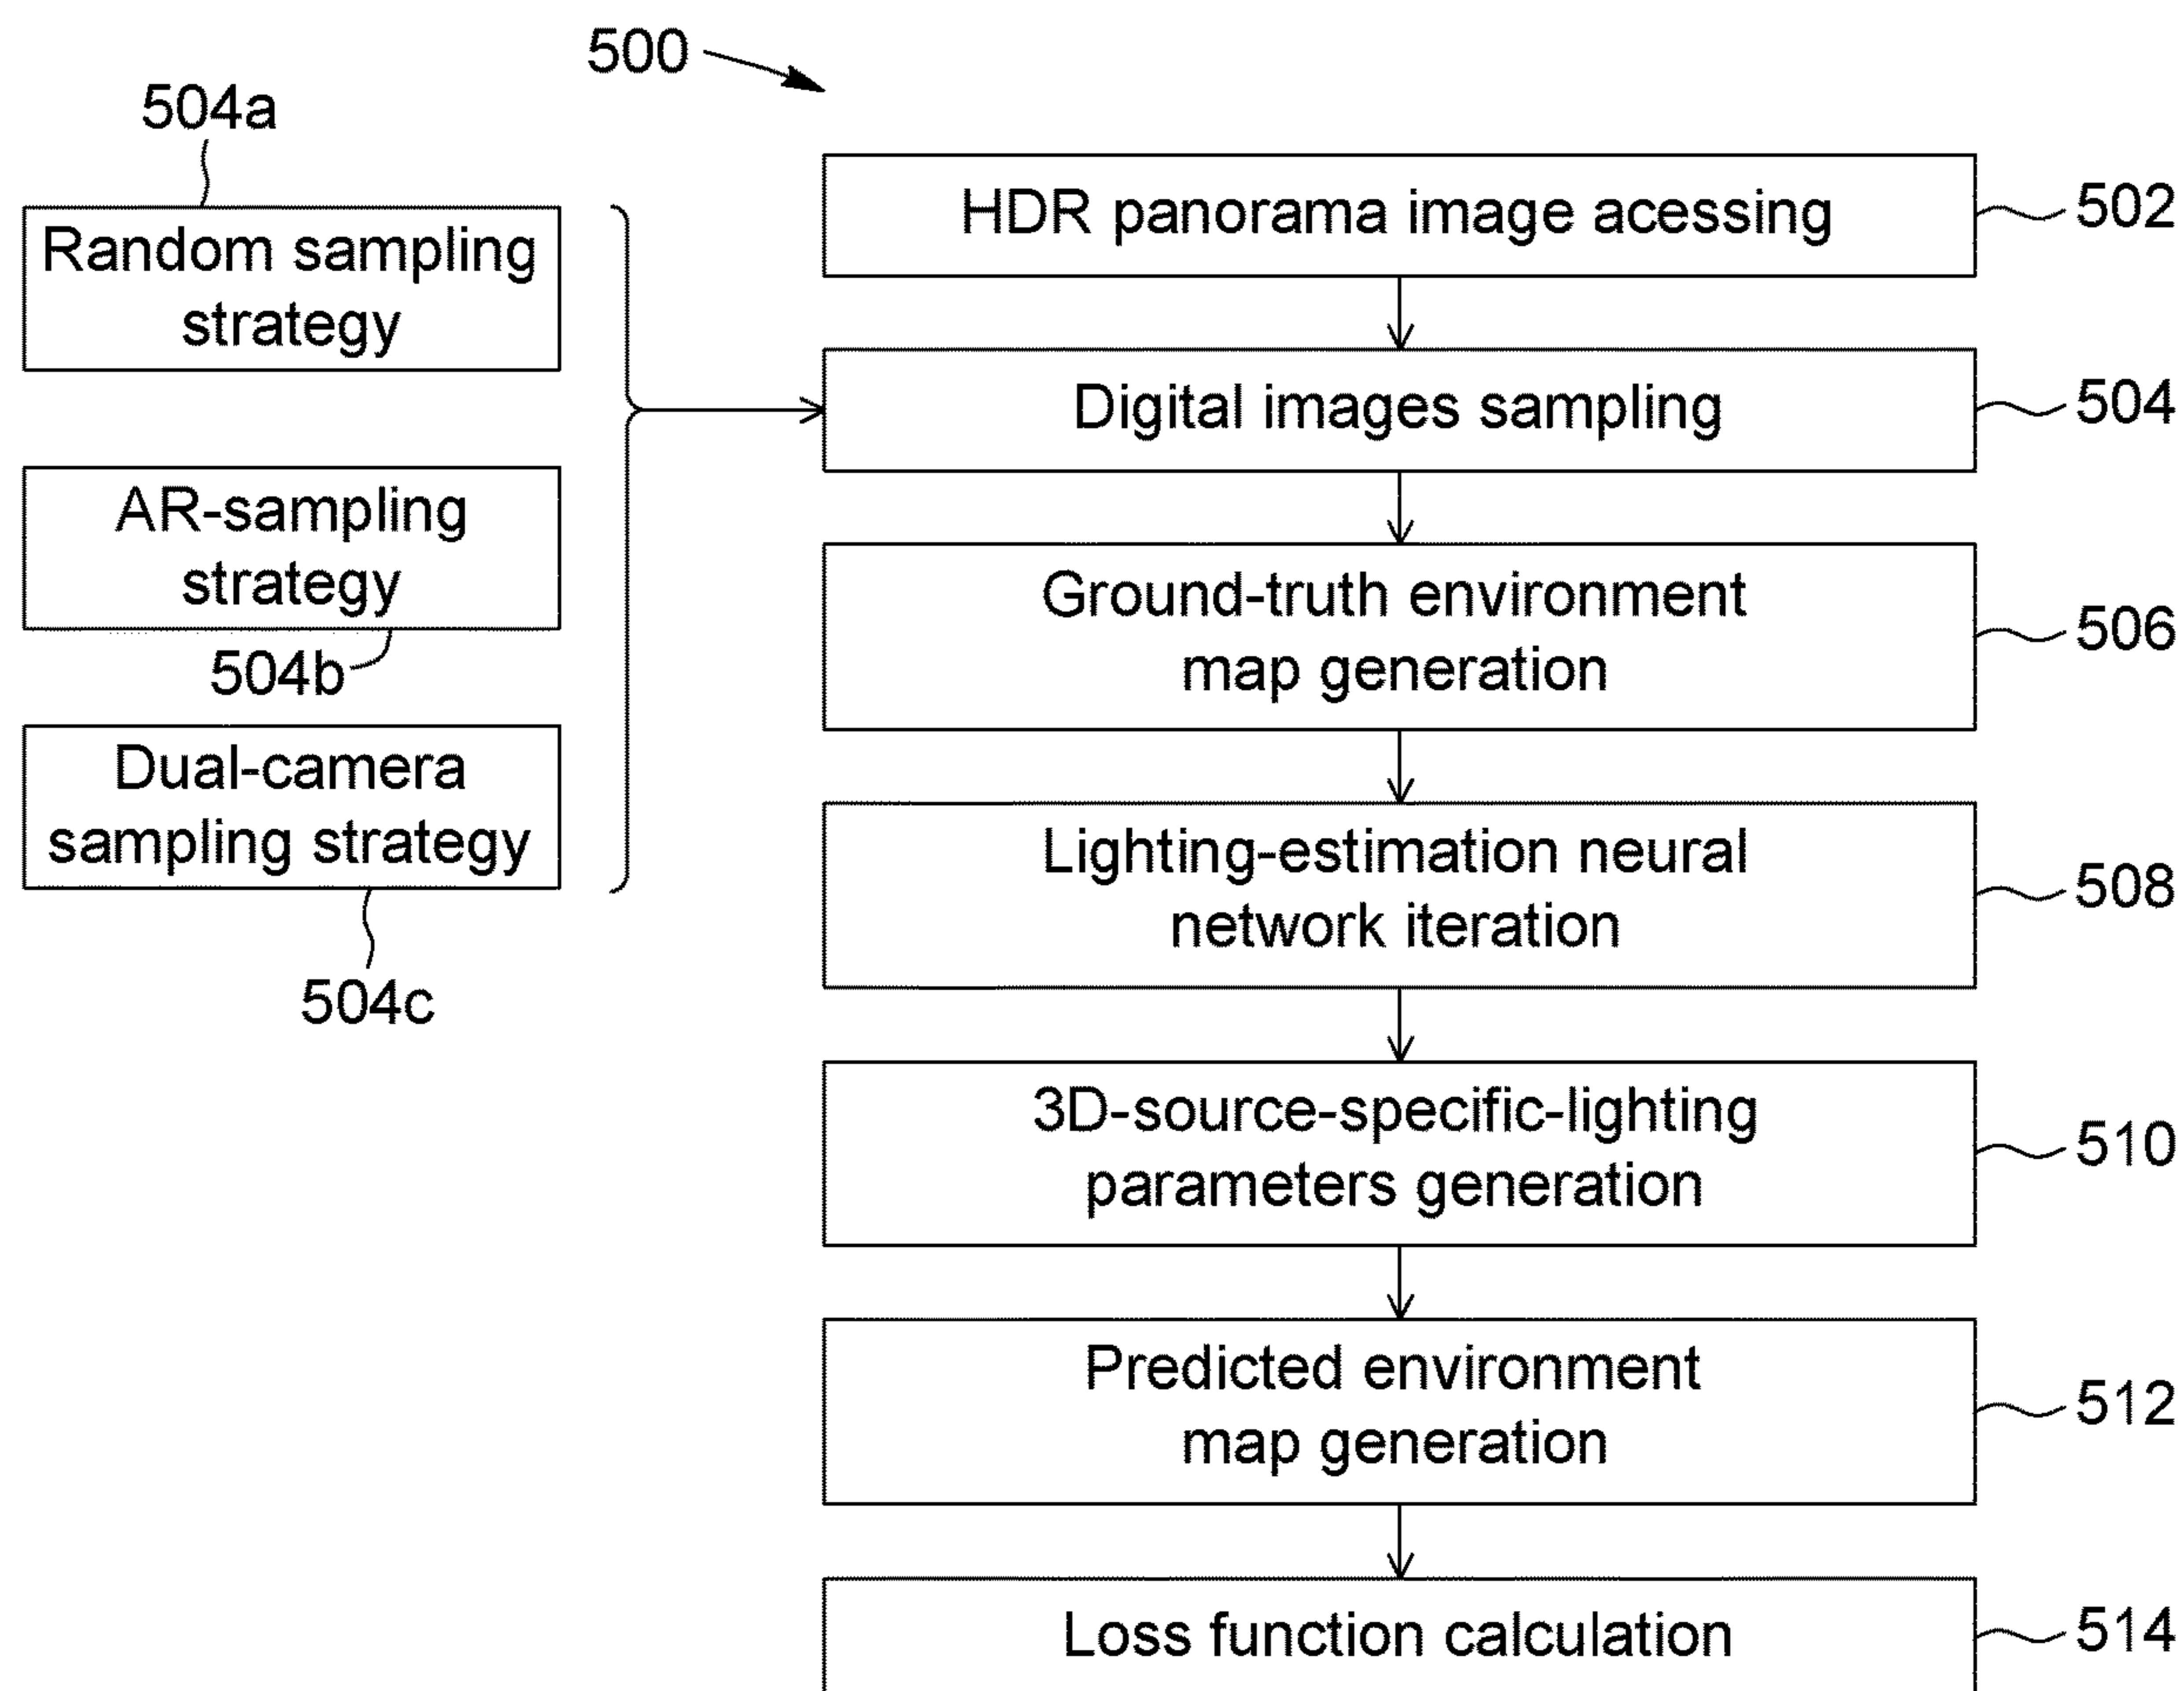 500
504a
Random sampling
strategy
AR-sampling
strategy
504b
Dual-camera
sampling strategy
504c
HDR panorama image acessing
502
Digital images sampling
504
Ground-truth environment
map generation
506
Lighting-estimation neural
network iteration
508
3D-source-specific-lighting
parameters generation
510
Predicted environment
map generation
512
Loss function calculation
514